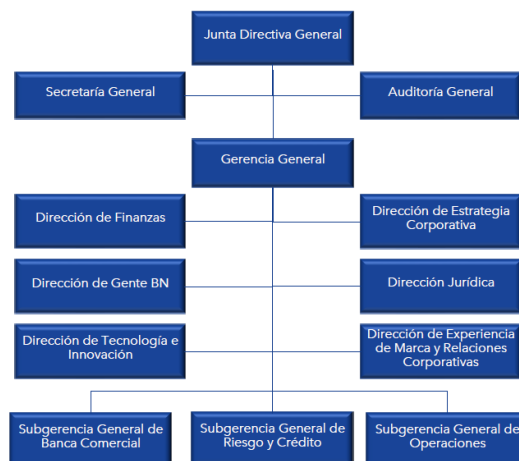 Junta Directiva General
Secretaría General
Auditoría General
Gerencia General
Dirección de Finanzas
Dirección de Estrategia
Corporativa
Dirección de Gente BN
Dirección Jurídica
Dirección de Tecnología e
Innovación
Dirección de Experiencia
de Marca y Relaciones
Corporativas
Subgerencia General de
Banca Comercial
Subgerencia General de
Riesgo y Crédito
Subgerencia General de
Operaciones